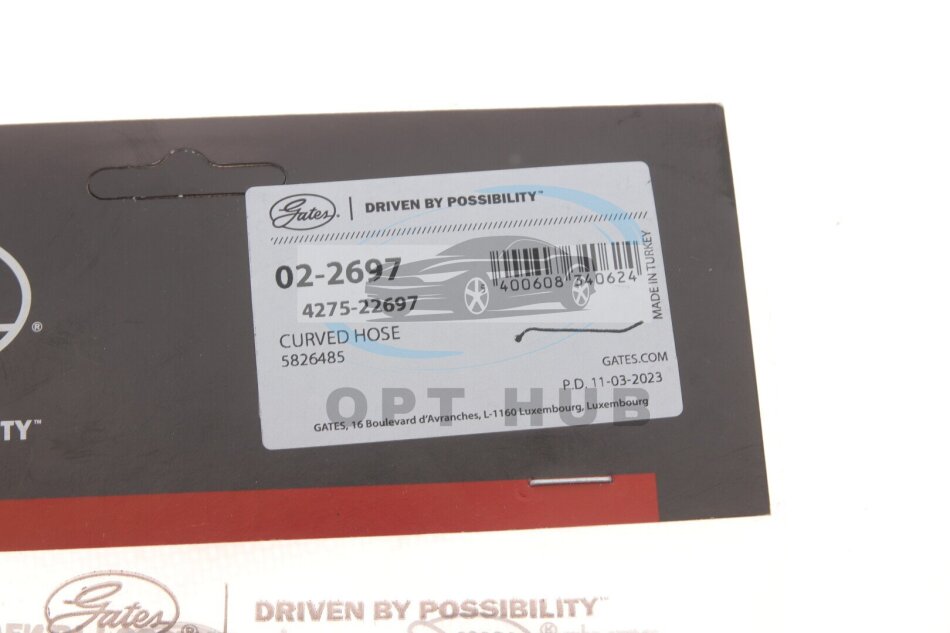 Gates® | DRIVEN BY POSSIBILITY™
02-2697
4275-22697
CURVED HOSE
5826485
5 400608 340624
MADE IN TURKEY
GATES.COM
P.D. 11-03-2023
OPT HUB
GATES, 16 Boulevard d'Avranches, L-1160 Luxembourg, Luxembourg
®
ITY™
Gates® | DRIVEN BY POSSIBILITY™